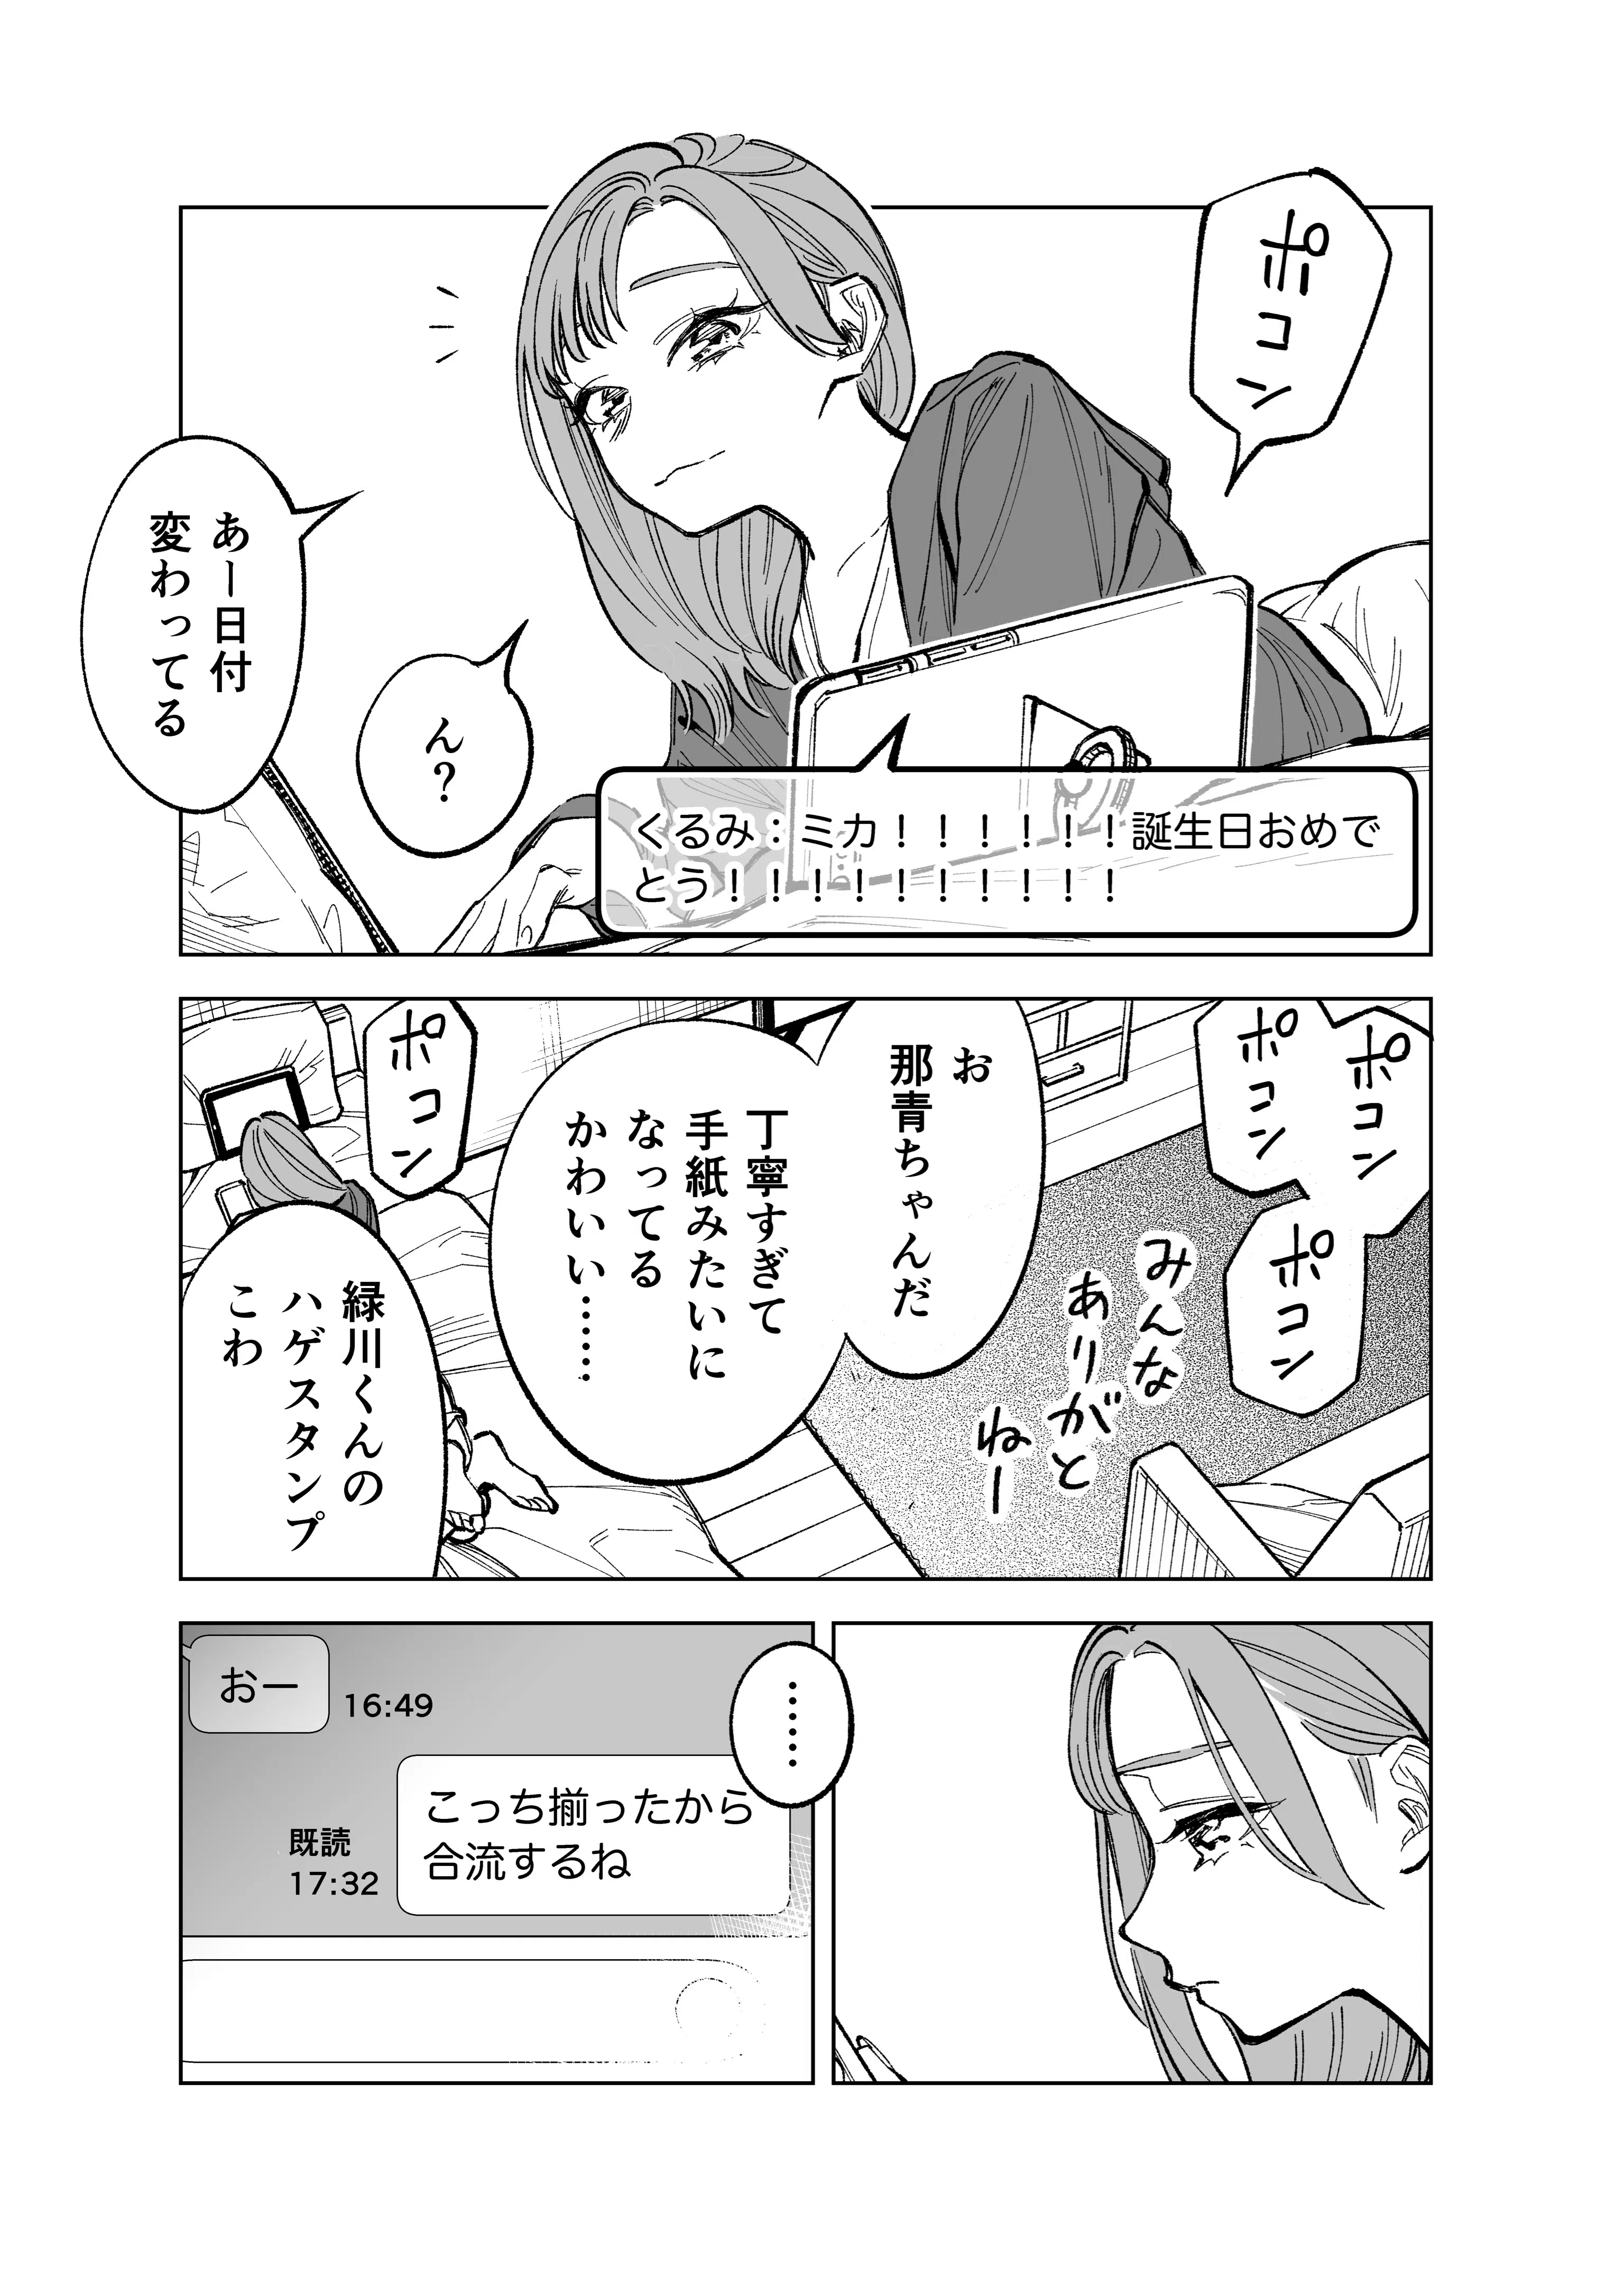 ポコン
くるみ：ミカ！！！！！！誕生日おめで
とう！！！！！！！！！！
ん？
あー日付
変わってる
ポコン
ポコン
ポコン
みんな
ありがと
ねー
お
那青ちゃんだ
丁寧すぎて
手紙みたいに
なってる
かわいい……
ポコン
緑川くんの
ハゲスタンプ
こわ
……
おー
16:49
こっち揃ったから
合流するね
既読
17:32